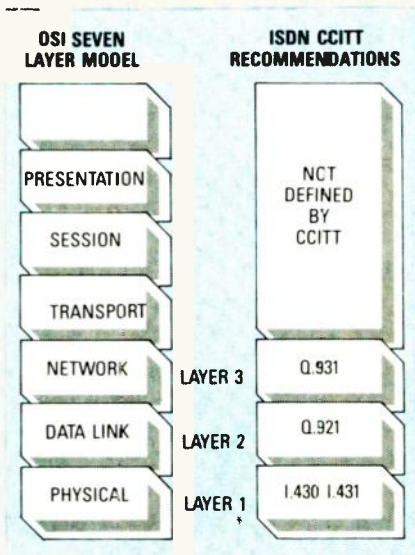 OSI SEVEN
LAYER MODEL
ISDN CCITT
RECOMMENDATIONS
PRESENTATION
SESSION
TRANSPORT
NETWORK
DATA LINK
PHYSICAL
LAYER 3
LAYER 2
LAYER 1
NCT
DEFINED
BY
CCITT
Q.931
Q.921
I.430 I.431